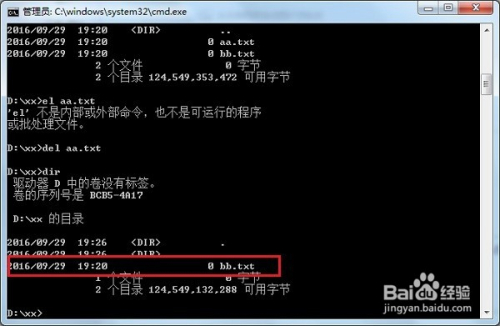 管理员: C:\windows\system32\cmd.exe
2016/09/29  19:20    <DIR>          ..
2016/09/29  19:20                 0 aa.txt
2016/09/29  19:20                 0 bb.txt
2 个文件              0 字节
2 个目录 124,549,353,472 可用字节
D:\xx>el aa.txt
'el' 不是内部或外部命令，也不是可运行的程序
或批处理文件。
D:\xx>del aa.txt
D:\xx>dir
驱动器 D 中的卷没有标签。
卷的序列号是 BCB5-4A17
D:\xx 的目录
2016/09/29  19:26    <DIR>          .
2016/09/29  19:26    <DIR>          ..
2016/09/29  19:20                 0 bb.txt
1 个文件              0 字节
2 个目录 124,549,132,288 可用字节
D:\xx>
Baidu 经验
jingyan.baidu.com